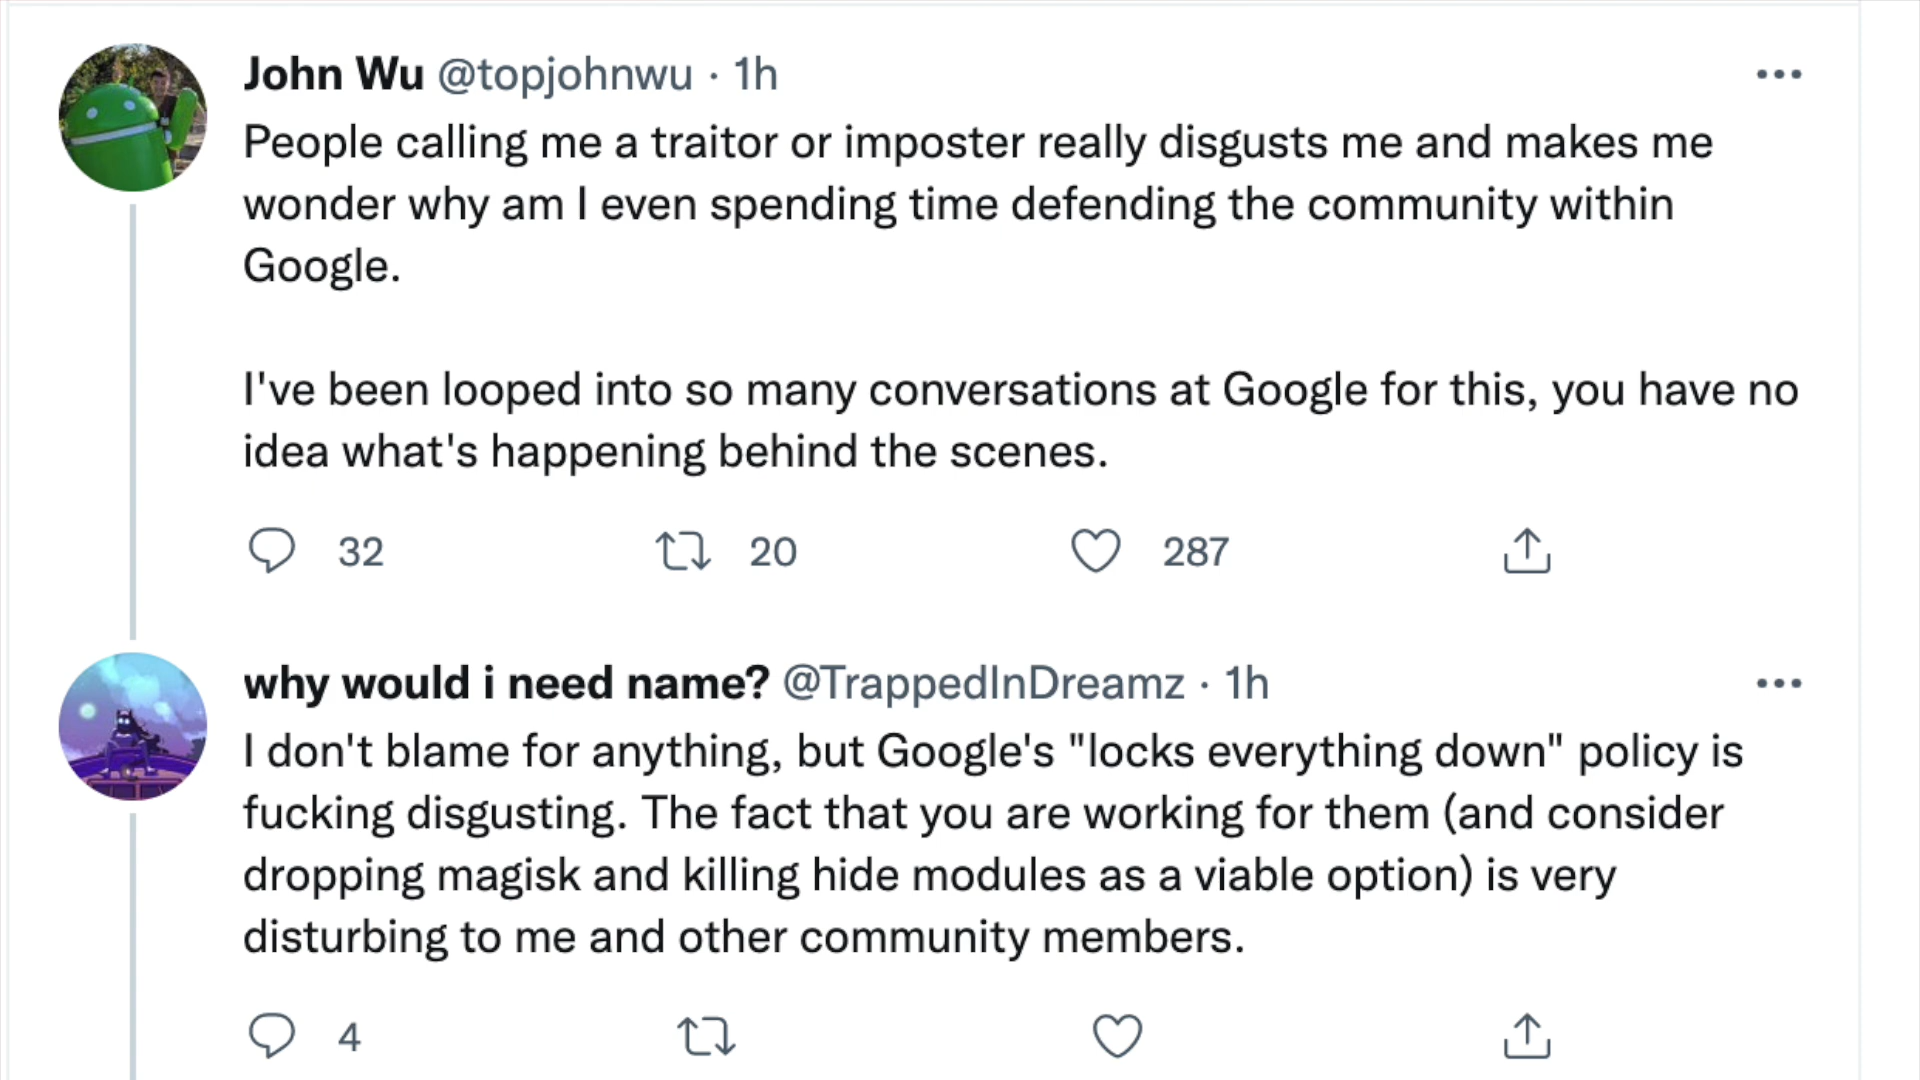 John Wu @topjohnwu · 1h
People calling me a traitor or imposter really disgusts me and makes me
wonder why am I even spending time defending the community within
Google.
I've been looped into so many conversations at Google for this, you have no
idea what's happening behind the scenes.
32 20 287
why would i need name? @TrappedInDreamz · 1h
I don't blame for anything, but Google's "locks everything down" policy is
fucking disgusting. The fact that you are working for them (and consider
dropping magisk and killing hide modules as a viable option) is very
disturbing to me and other community members.
4